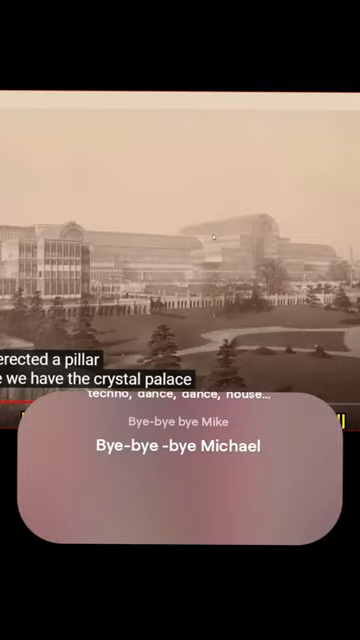 erected a pillar
e we have the crystal palace
techno, dance, dance, house...
Bye-bye bye Mike
Bye-bye -bye Michael